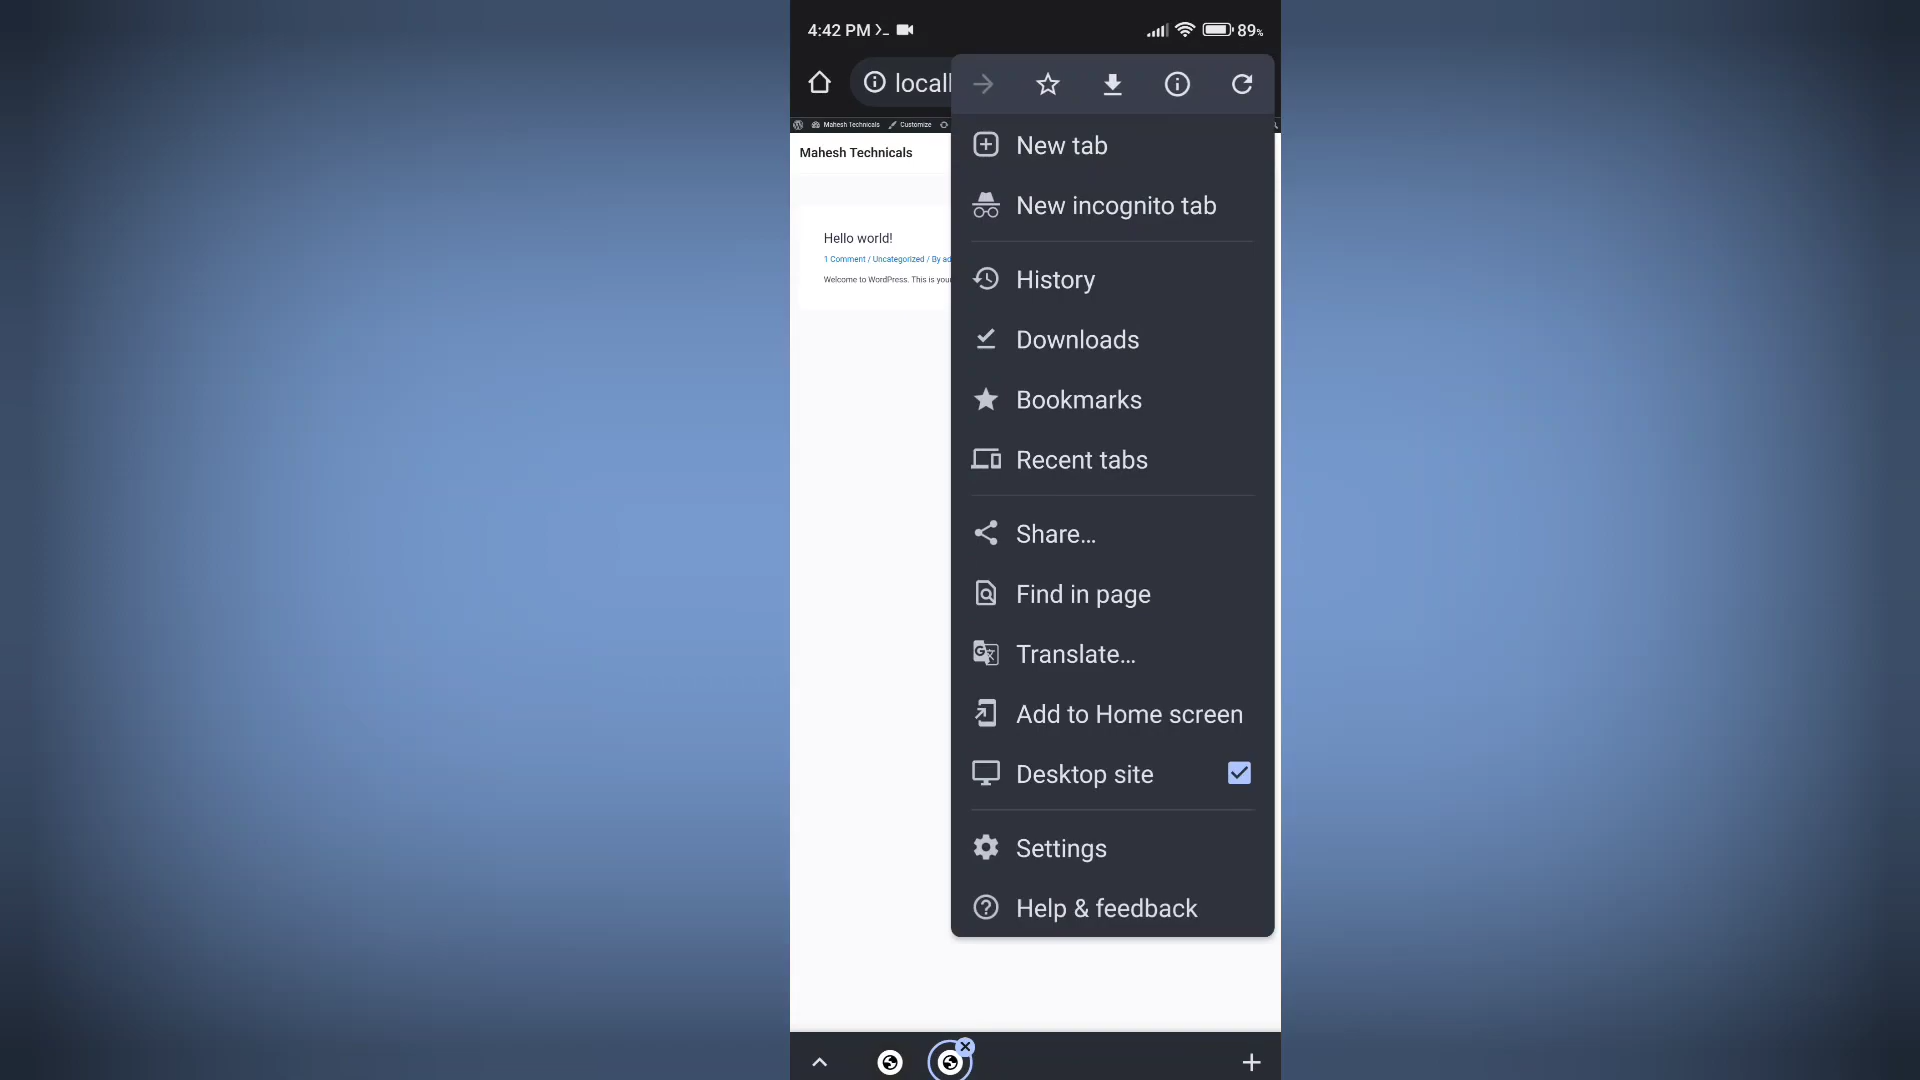 4:42 PM
89%
locall
Mahesh Technicals Customize
Mahesh Technicals
Hello world!
1 Comment / Uncategorized / By ad
Welcome to WordPress. This is your
New tab
New incognito tab
History
Downloads
Bookmarks
Recent tabs
Share...
Find in page
Translate...
Add to Home screen
Desktop site
Settings
Help & feedback